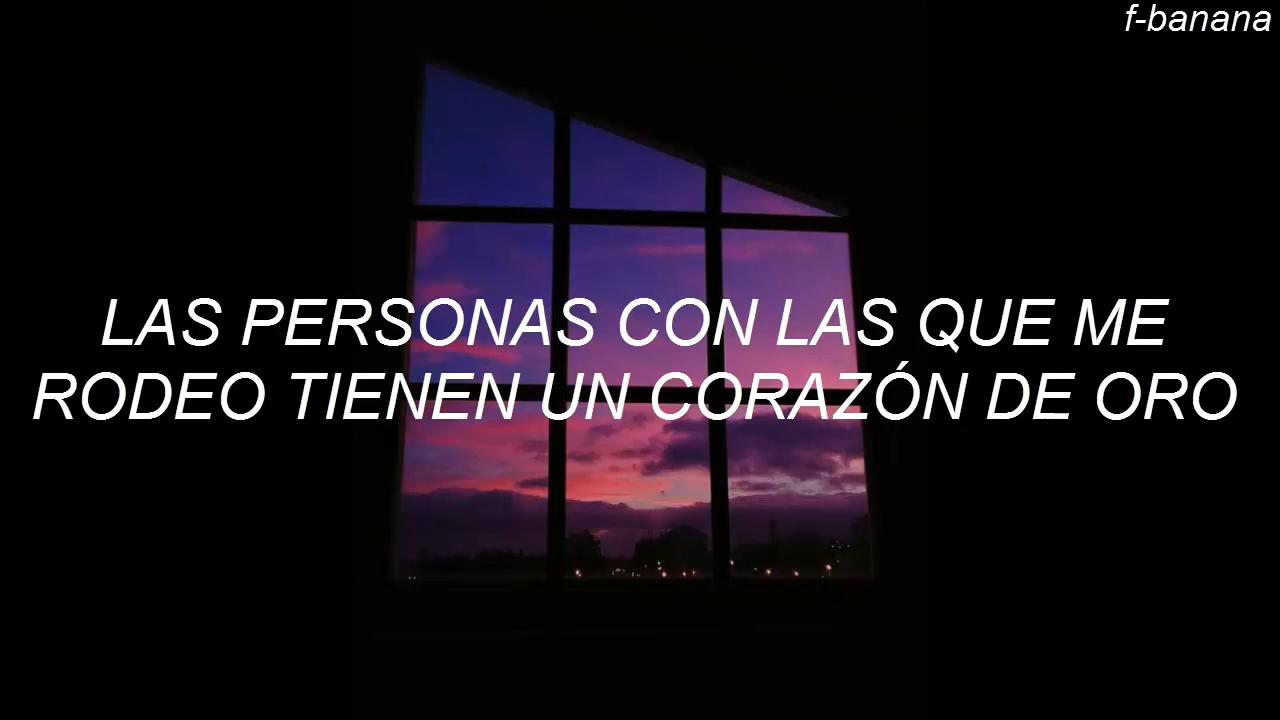 f-banana
LAS PERSONAS CON LAS QUE ME
RODEO TIENEN UN CORAZÓN DE ORO